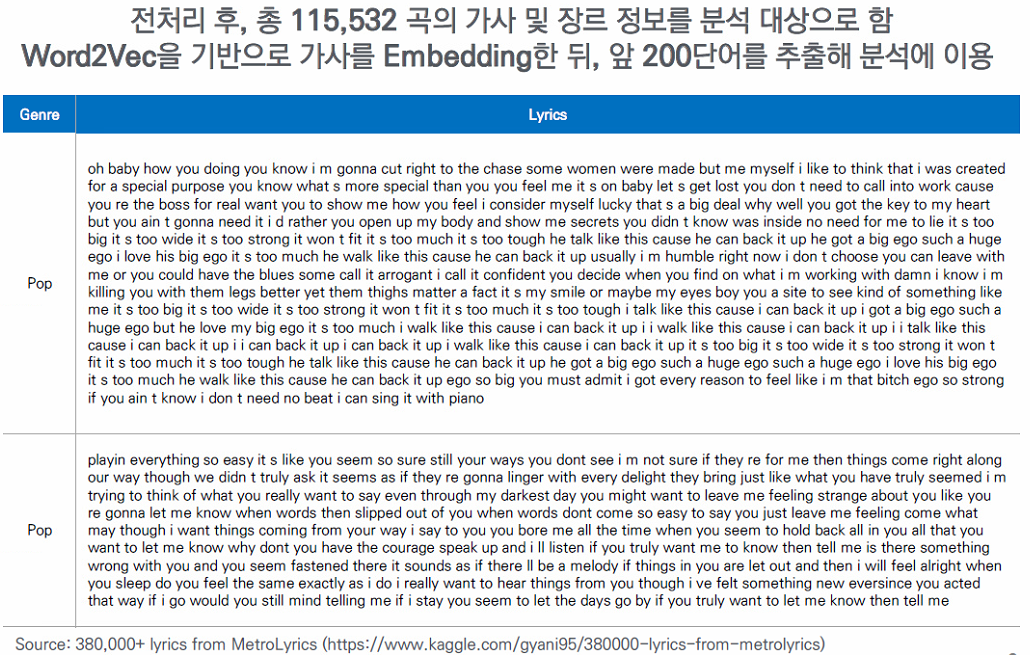 전처리 후, 총 115,532 곡의 가사 및 장르 정보를 분석 대상으로 함
Word2Vec을 기반으로 가사를 Embedding한 뒤, 앞 200단어를 추출해 분석에 이용
Genre Lyrics
oh baby how you doing you know i m gonna cut right to the chase some women were made but me myself i like to think that i was created
for a special purpose you know what s more special than you you feel me it s on baby let s get lost you don t need to call into work cause
you re the boss for real want you to show me how you feel i consider myself lucky that s a big deal why well you got the key to my heart
but you ain t gonna need it i d rather you open up my body and show me secrets you didn t know was inside no need for me to lie it s too
big it s too wide it s too strong it won t fit it s too much it s too tough he talk like this cause he can back it up he got a big ego such a huge
ego i love his big ego it s too much he walk like this cause he can back it up usually i m humble right now i don t choose you can leave with
me or you could have the blues some call it arrogant i call it confident you decide when you find on what i m working with damn i know i m
Pop
killing you with them legs better yet them thighs matter a fact it s my smile or maybe my eyes boy you a site to see kind of something like
me it s too big it s too wide it s too strong it won t fit it s too much it s too tough i talk like this cause i can back it up i got a big ego such a
huge ego but he love my big ego it s too much i walk like this cause i can back it up i i walk like this cause i can back it up i i talk like this
cause i can back it up i i can back it up i can back it up i walk like this cause i can back it up it s too big it s too wide it s too strong it won t
fit it s too much it s too tough he talk like this cause he can back it up he got a big ego such a huge ego such a huge ego i love his big ego
it s too much he walk like this cause he can back it up ego so big you must admit i got every reason to feel like i m that bitch ego so strong
if you ain t know i don t need no beat i can sing it with piano
playin everything so easy it s like you seem so sure still your ways you dont see i m not sure if they re for me then things come right along
our way though we didn t truly ask it seems as if they re gonna linger with every delight they bring just like what you have truly seemed i m
trying to think of what you really want to say even through my darkest day you might want to leave me feeling strange about you like you
re gonna let me know when words then slipped out of you when words dont come so easy to say you just leave me feeling come what
Pop
may though i want things coming from your way i say to you you bore me all the time when you seem to hold back all in you all that you
want to let me know why dont you have the courage speak up and i ll listen if you truly want me to know then tell me is there something
wrong with you and you seem fastened there it sounds as if there ll be a melody if things in you are let out and then i will feel alright when
you sleep do you feel the same exactly as i do i really want to hear things from you though i ve felt something new eversince you acted
that way if i go would you still mind telling me if i stay you seem to let the days go by if you truly want to let me know then tell me
Source: 380,000+ lyrics from MetroLyrics (https://www.kaggle.com/gyani95/380000-lyrics-from-metrolyrics)